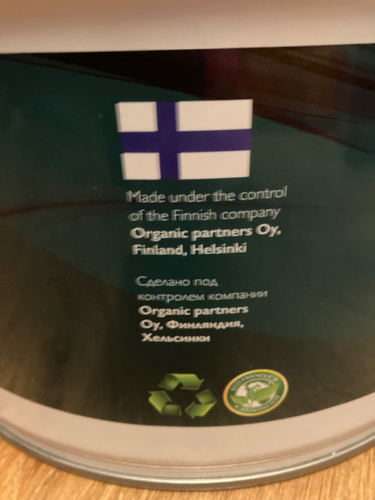 Made under the control
of the Finnish company
Organic partners Oy,
Finland, Helsinki
Сделано под
контролем компании
Organic partners
Oy, Финляндия,
Хельсинки